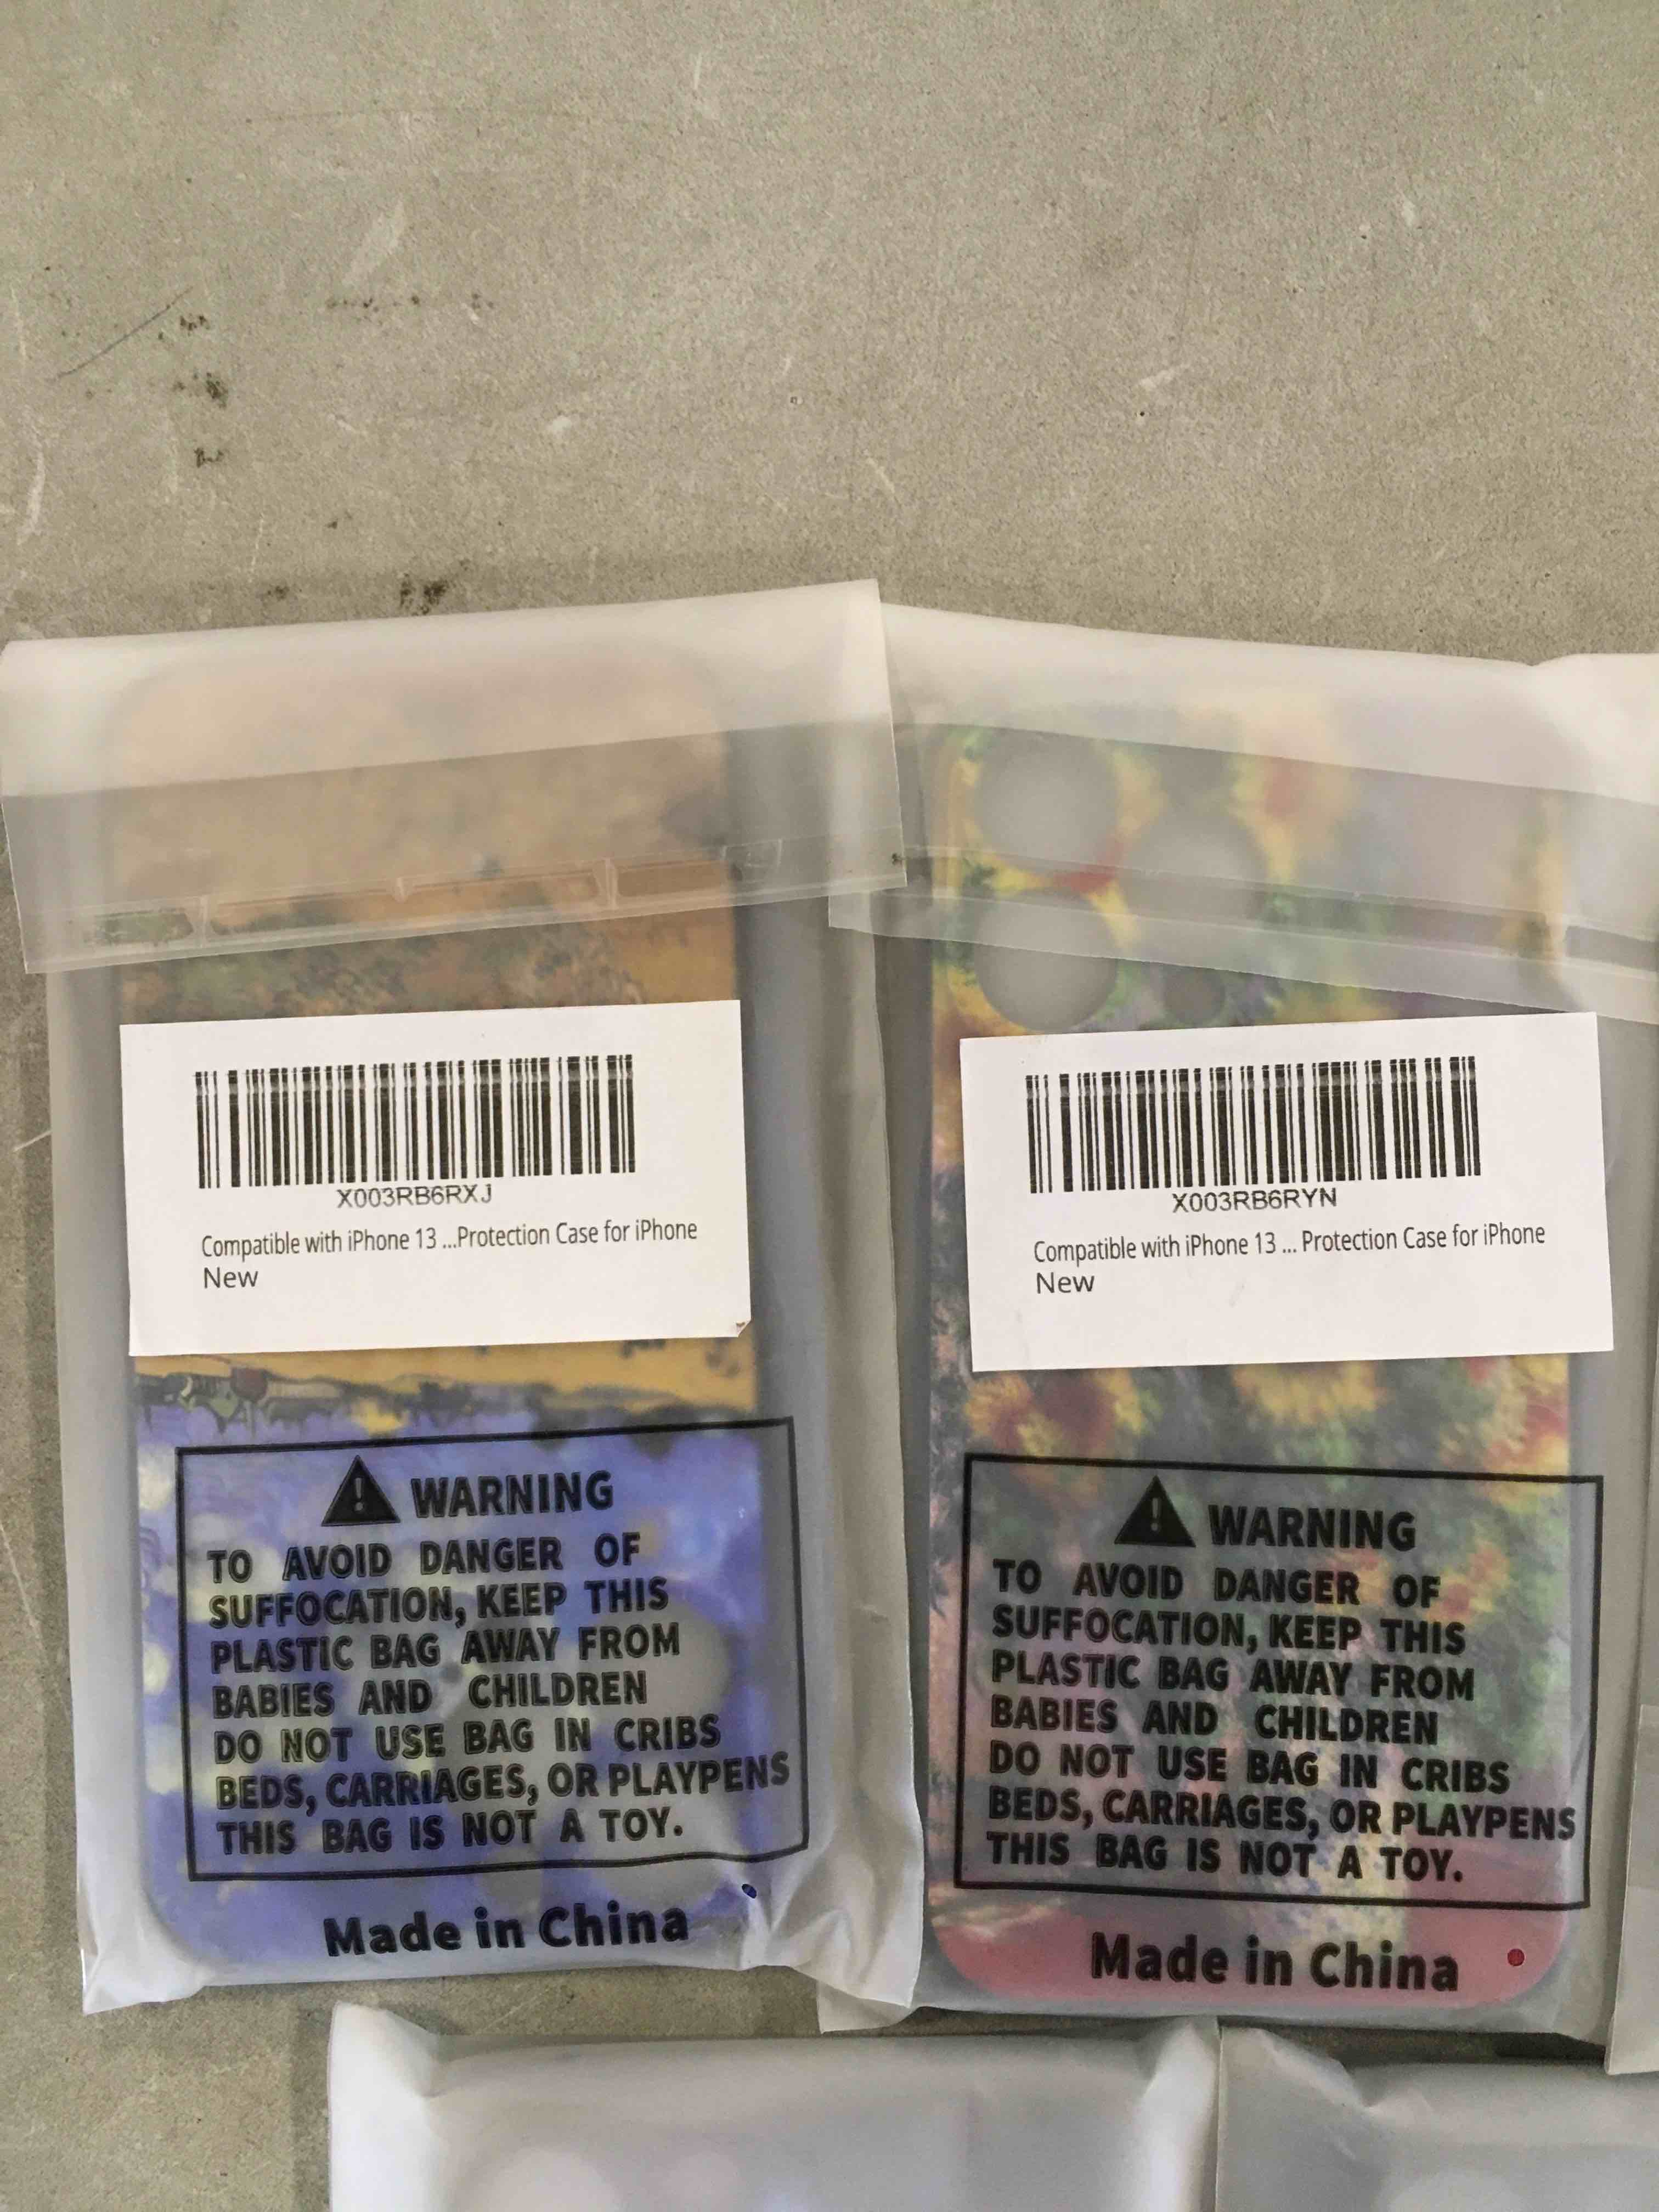 X003RB6RXJ
Compatible with iPhone 13 ...Protection Case for iPhone
New
WARNING
TO AVOID DANGER OF
SUFFOCATION, KEEP THIS
PLASTIC BAG AWAY FROM
BABIES AND CHILDREN
DO NOT USE BAG IN CRIBS
BEDS, CARRIAGES, OR PLAYPENS
THIS BAG IS NOT A TOY.
Made in China
X003RB6RYN
Compatible with iPhone 13 ... Protection Case for iPhone
New
WARNING
TO AVOID DANGER OF
SUFFOCATION, KEEP THIS
PLASTIC BAG AWAY FROM
BABIES AND CHILDREN
DO NOT USE BAG IN CRIBS
BEDS, CARRIAGES, OR PLAYPENS
THIS BAG IS NOT A TOY.
Made in China